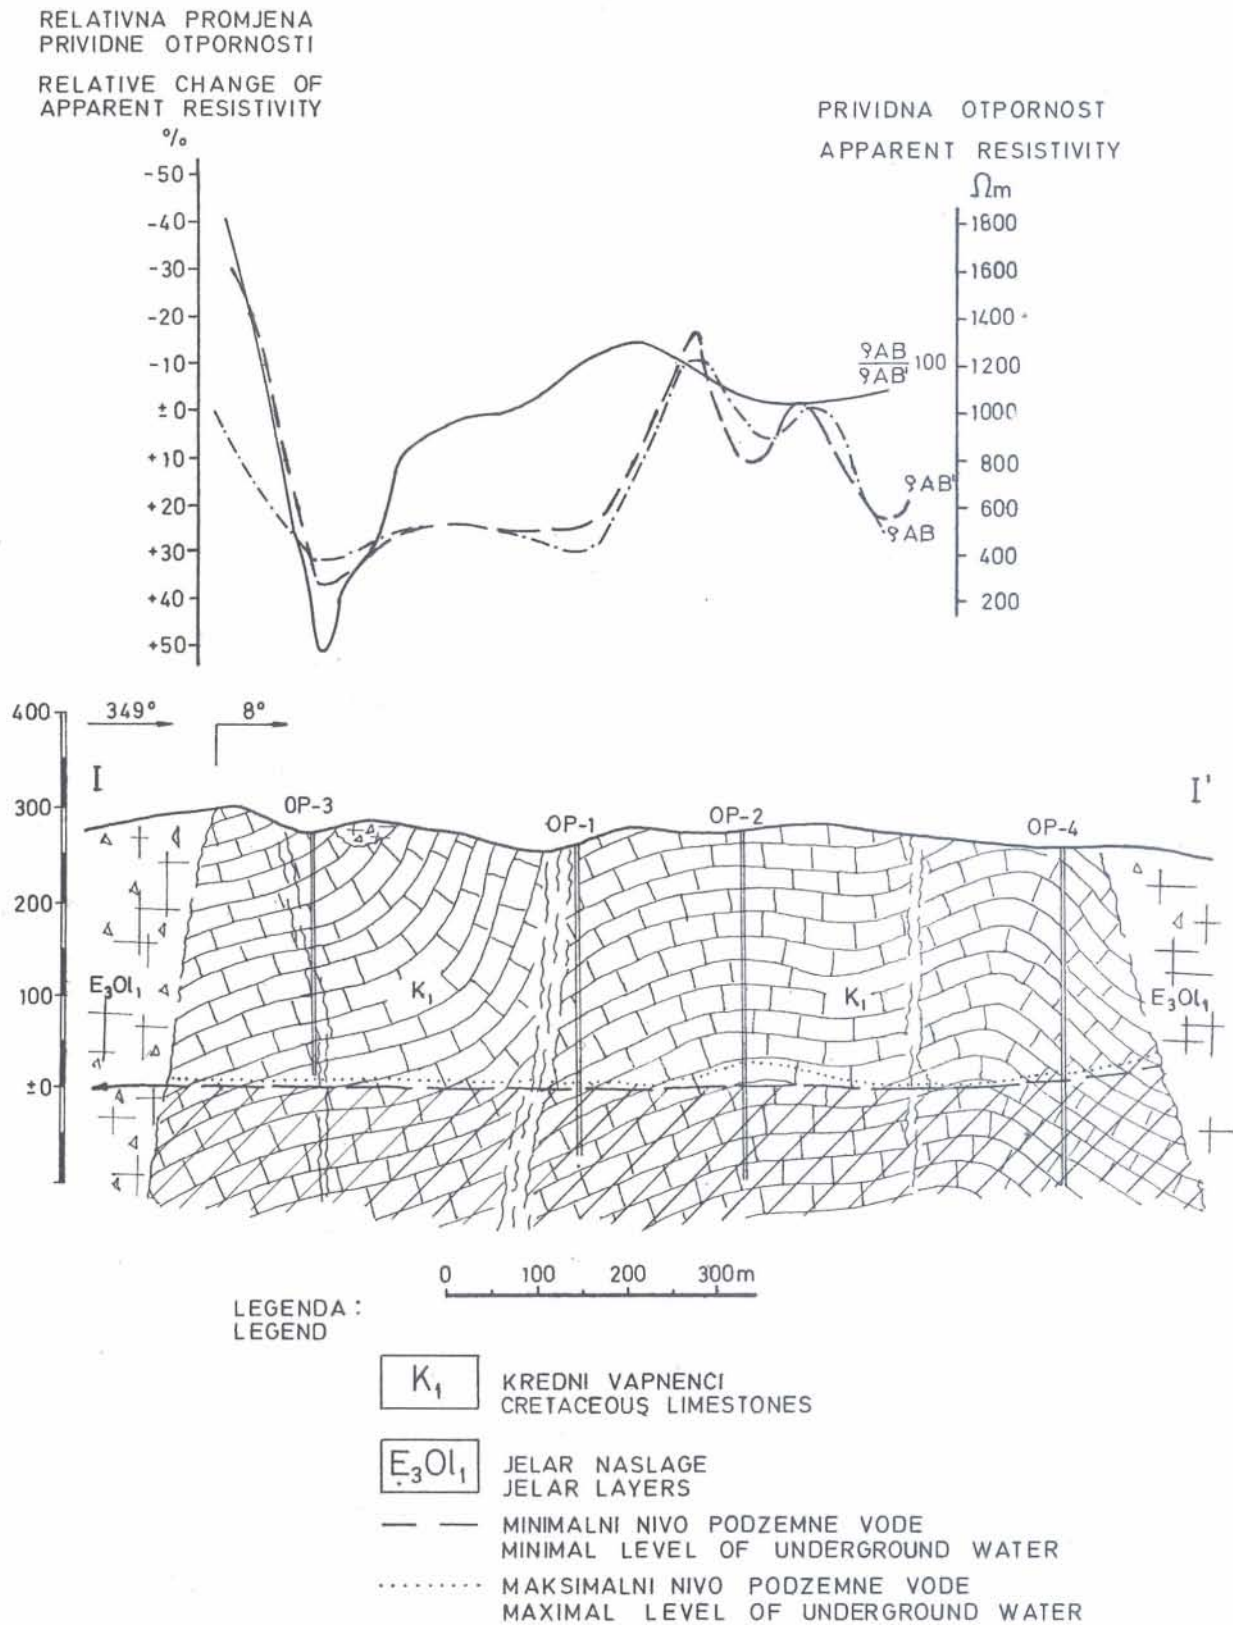 RELATIVNA PROMJENA
PRIVIDNE OTPORNOSTI
RELATIVE CHANGE OF
APPARENT RESISTIVITY
%
-50
-40
-30
-20
-10
±0
+10
+20
+30
+40
+50
PRIVIDNA OTPORNOST
APPARENT RESISTIVITY
Ωm
1800
1600
1400
1200
1000
800
600
400
200
ρAB
ρAB' 100
ρAB'
ρAB
400
300
200
100
±0
349°
8°
I
I'
OP-3
OP-1
OP-2
OP-4
E₃Ol₁
K₁
K₁
E₃Ol₁
0 100 200 300m
LEGENDA :
LEGEND
K₁
KREDNI VAPNENCI
CRETACEOUS LIMESTONES
E₃Ol₁
JELAR NASLAGE
JELAR LAYERS
MINIMALNI NIVO PODZEMNE VODE
MINIMAL LEVEL OF UNDERGROUND WATER
MAKSIMALNI NIVO PODZEMNE VODE
MAXIMAL LEVEL OF UNDERGROUND WATER